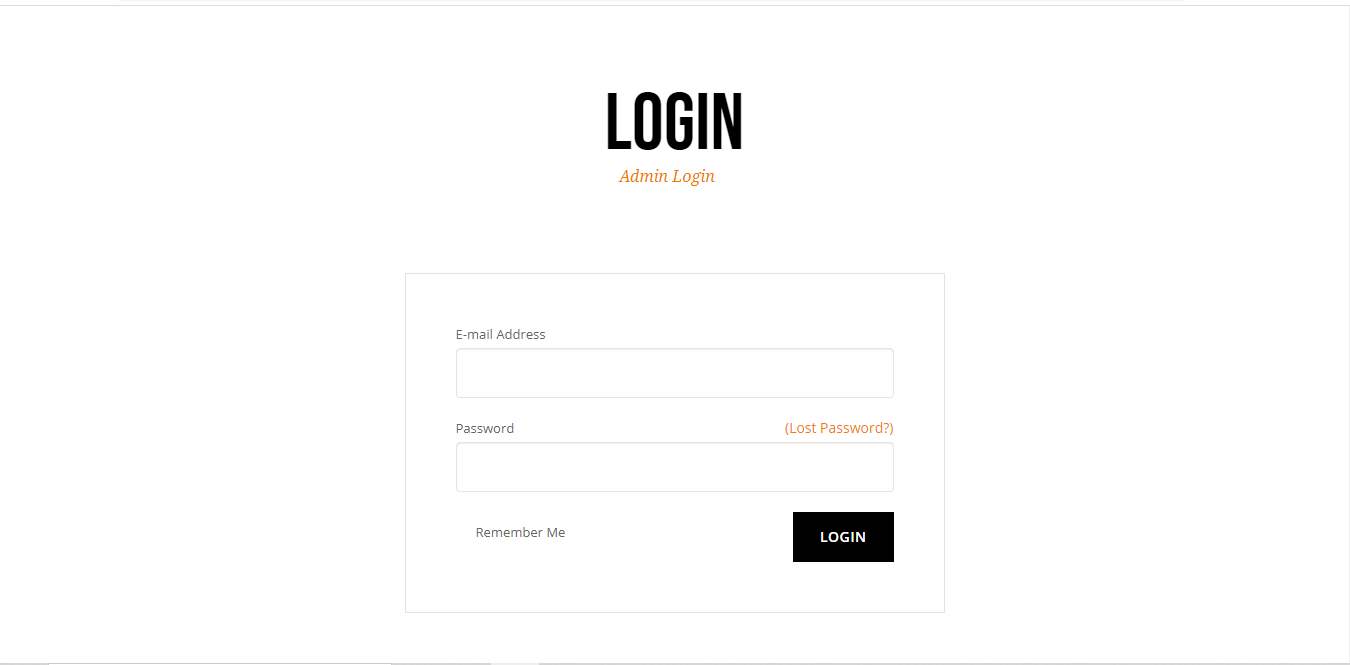 LOGIN
Admin Login
E-mail Address
Password (Lost Password?)
Remember Me LOGIN